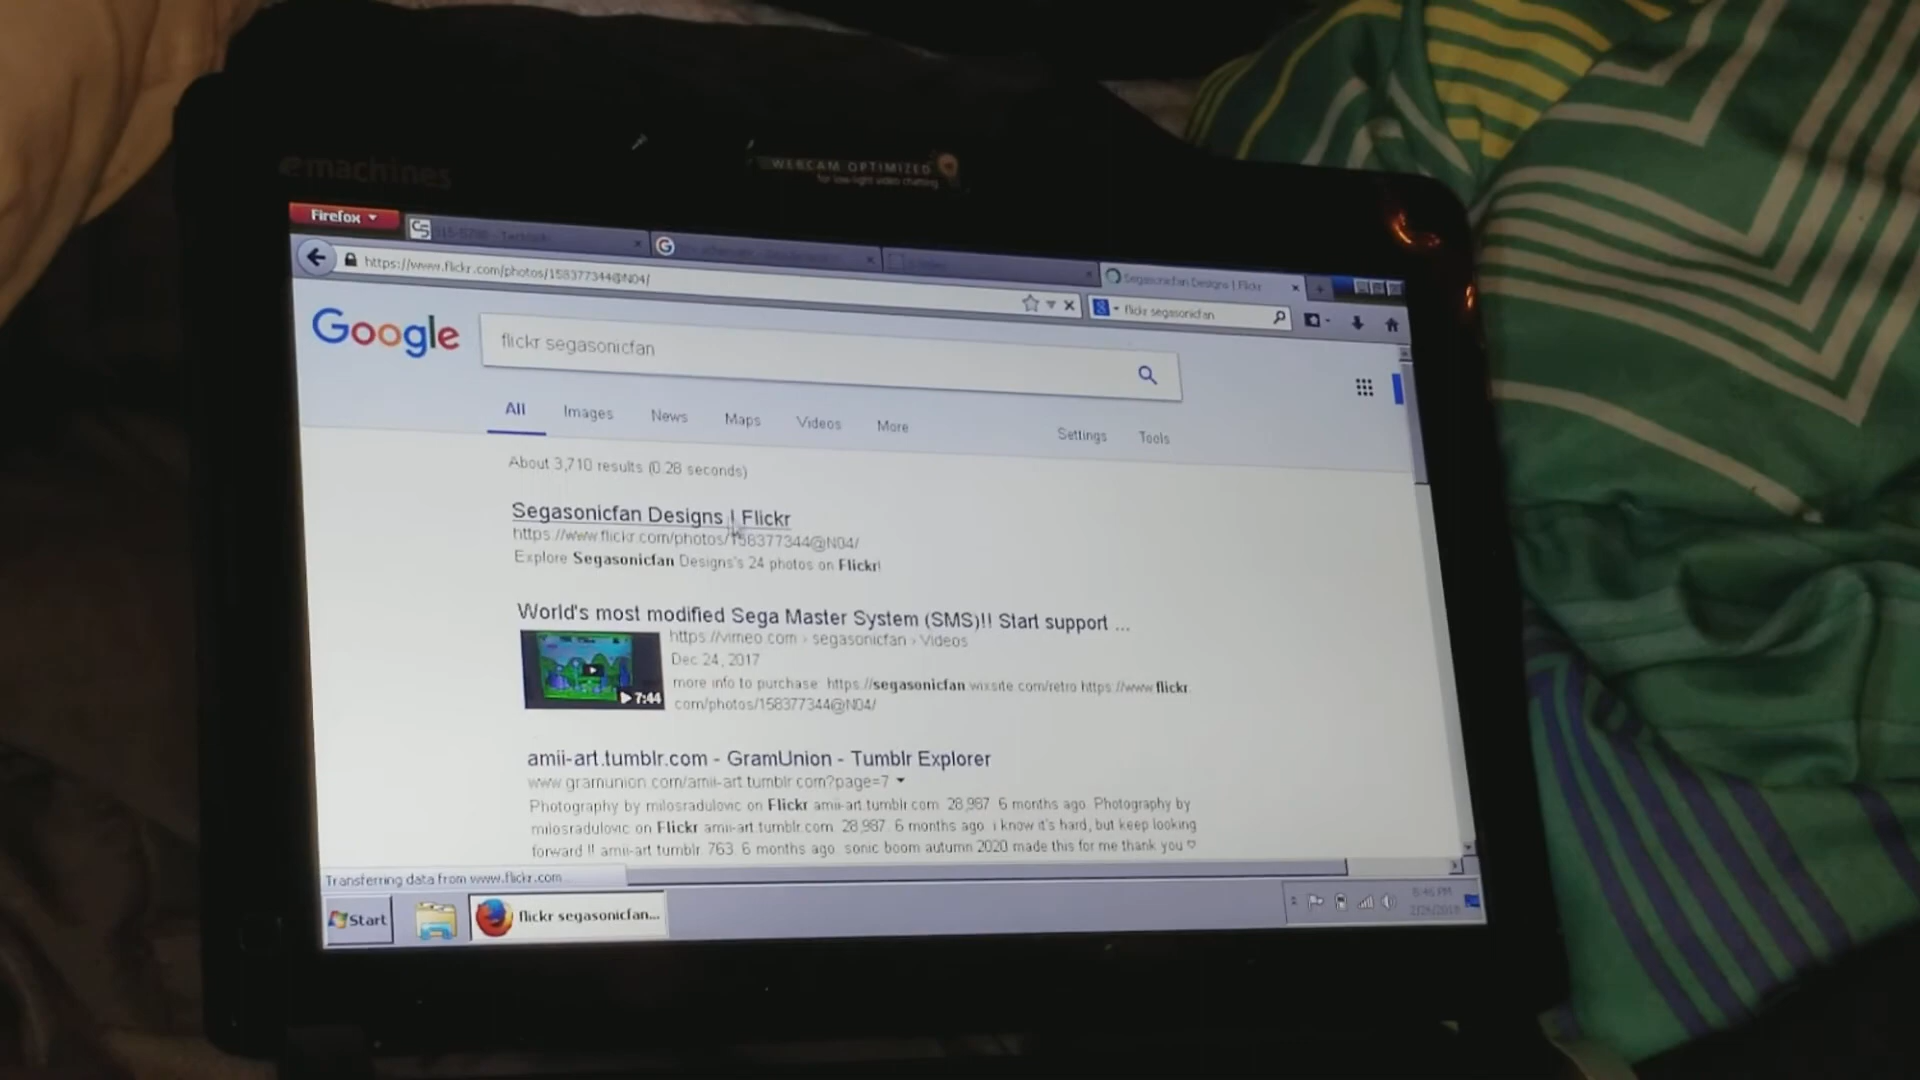 emachines
WEBCAM OPTIMIZED
for low-light video chatting
Firefox
Segasonicfan Designs | Flickr
https://www.flickr.com/photos/158377344@N04/
flickr segasonicfan
Google
flickr segasonicfan
All Images News Maps Videos More Settings Tools
About 3,710 results (0.28 seconds)
Segasonicfan Designs | Flickr
https://www.flickr.com/photos/158377344@N04/
Explore Segasonicfan Designs's 24 photos on Flickr!
World's most modified Sega Master System (SMS)!! Start support ...
https://vimeo.com › segasonicfan › Videos
Dec 24, 2017
7:44
more info to purchase: https://segasonicfan.wixsite.com/retro https://www.flickr.
com/photos/158377344@N04/
amii-art.tumblr.com - GramUnion - Tumblr Explorer
www.gramunion.com/amii-art.tumblr.com?page=7
Photography by milosradulovic on Flickr amii-art.tumblr.com. 28,987. 6 months ago. Photography by
milosradulovic on Flickr amii-art.tumblr.com. 28,987. 6 months ago. i know it's hard, but keep looking
forward !! amii-art tumblr. 763. 6 months ago. sonic boom autumn 2020 made this for me thank you ♡
Transferring data from www.flickr.com...
Start
flickr segasonicfan...